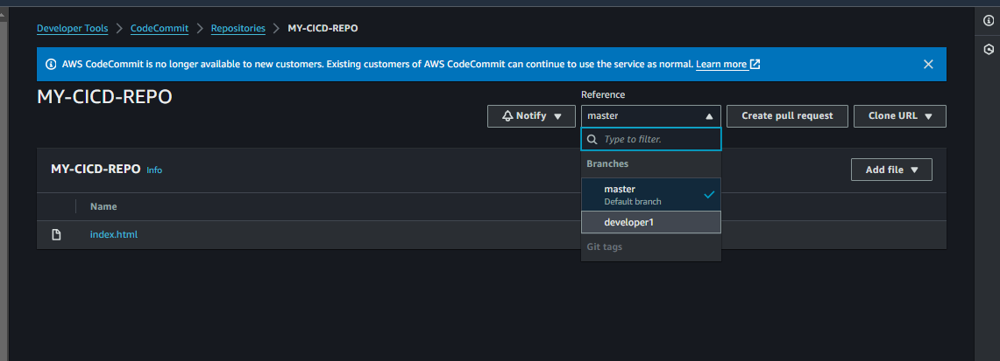 Developer Tools > CodeCommit > Repositories > MY-CICD-REPO
AWS CodeCommit is no longer available to new customers. Existing customers of AWS CodeCommit can continue to use the service as normal. Learn more
MY-CICD-REPO
Reference
Notify
master
Create pull request
Clone URL
Type to filter.
Branches
master
Default branch
developer1
Git tags
MY-CICD-REPO Info
Add file
Name
index.html